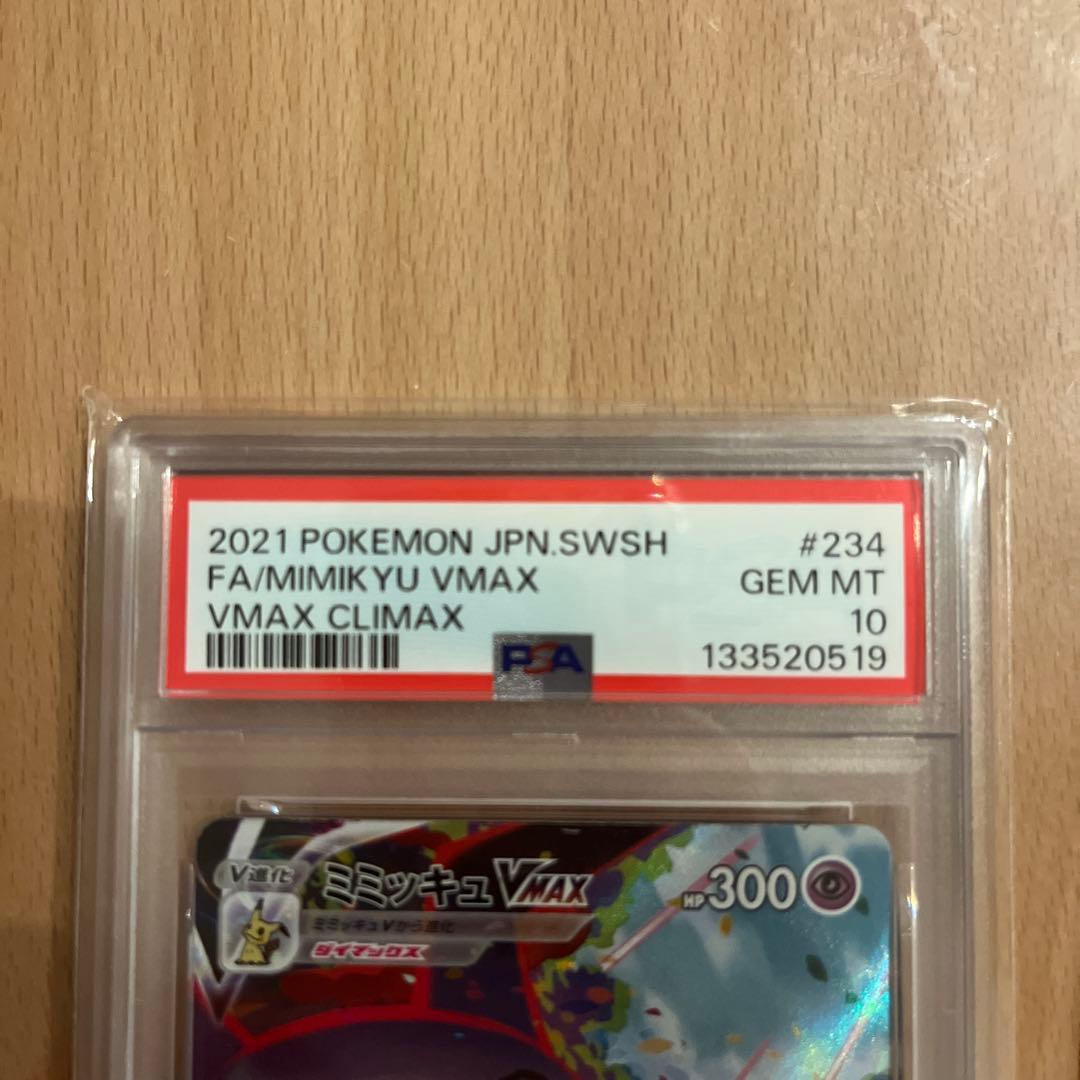 2021 POKEMON JPN.SWSH #234
FA/MIMIKYU VMAX GEM MT
VMAX CLIMAX 10
PSA 133520519
V進化 ミミッキュVMAX HP300
ミミッキュVから進化
ダイマックス